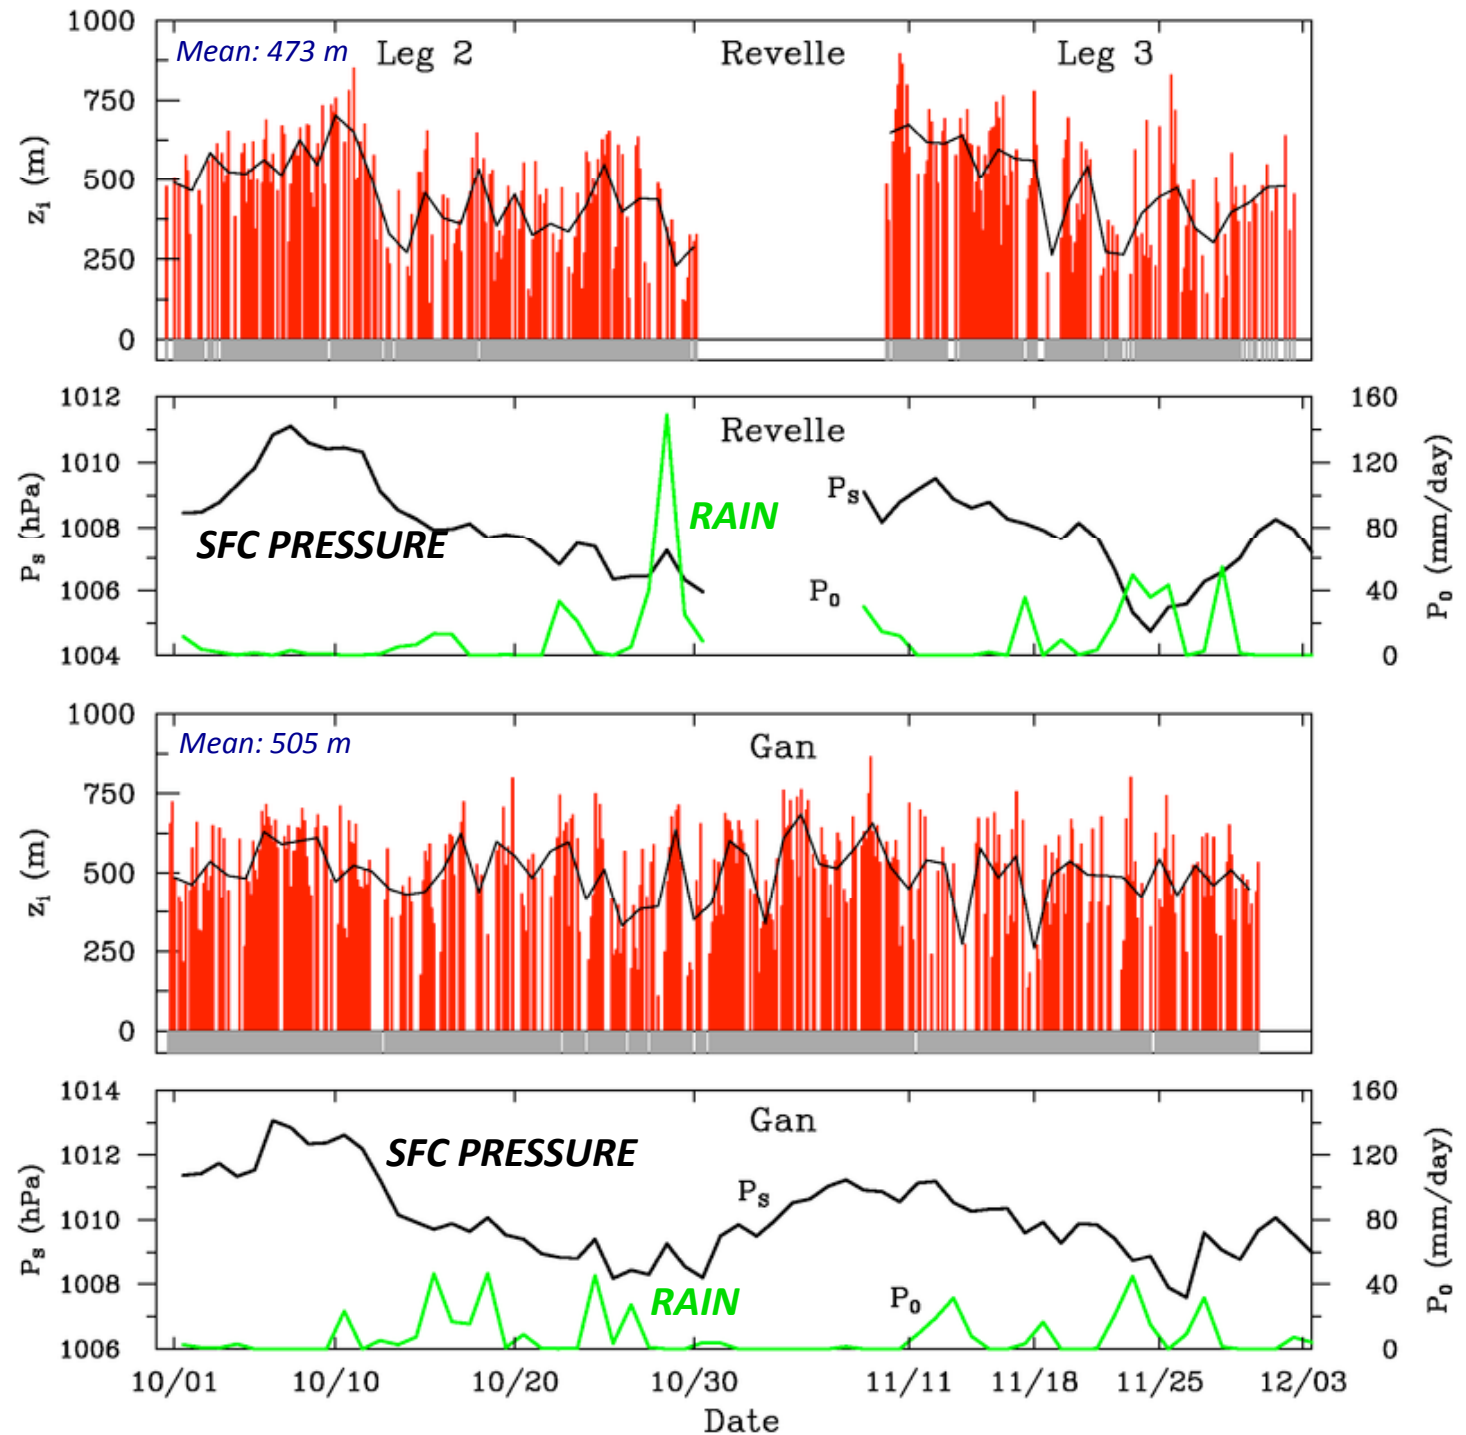 1000
Mean: 473 m
Leg 2
Revelle
Leg 3
750
500
250
0
z_i (m)
1012
1010
1008
1006
1004
P_s (hPa)
Revelle
P_s
RAIN
SFC PRESSURE
P_0
160
120
80
40
0
P_0 (mm/day)
1000
Mean: 505 m
Gan
750
500
250
0
z_i (m)
1014
1012
1010
1008
1006
P_s (hPa)
Gan
SFC PRESSURE
P_s
RAIN
P_0
160
120
80
40
0
P_0 (mm/day)
10/01 10/10 10/20 10/30 11/11 11/18 11/25 12/03
Date